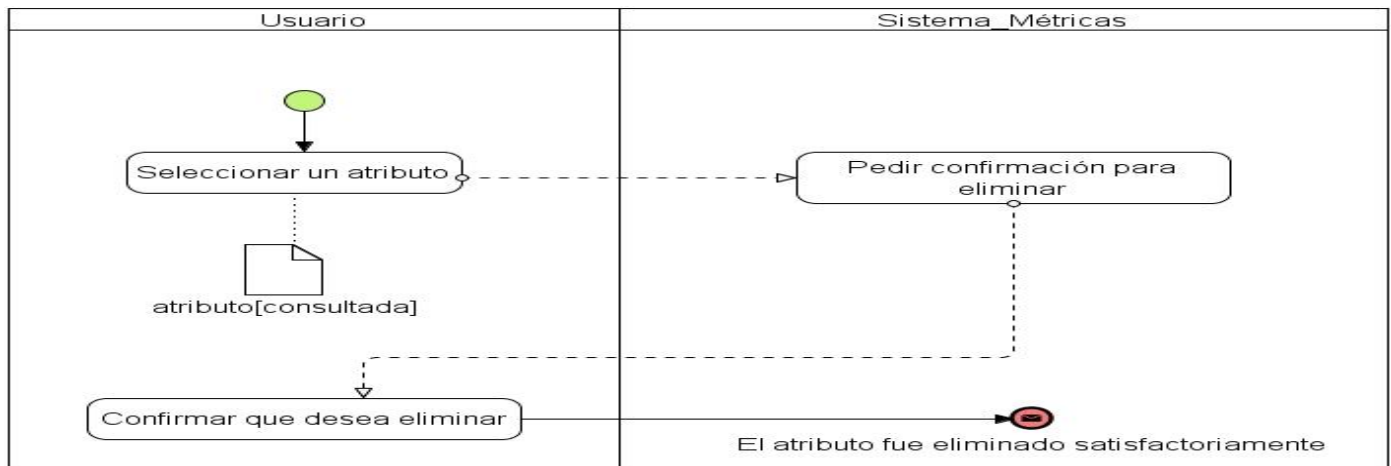 Usuario
Sistema_Métricas
Seleccionar un atributo
Pedir confirmación para
eliminar
atributo[consultada]
Confirmar que desea eliminar
El atributo fue eliminado satisfactoriamente